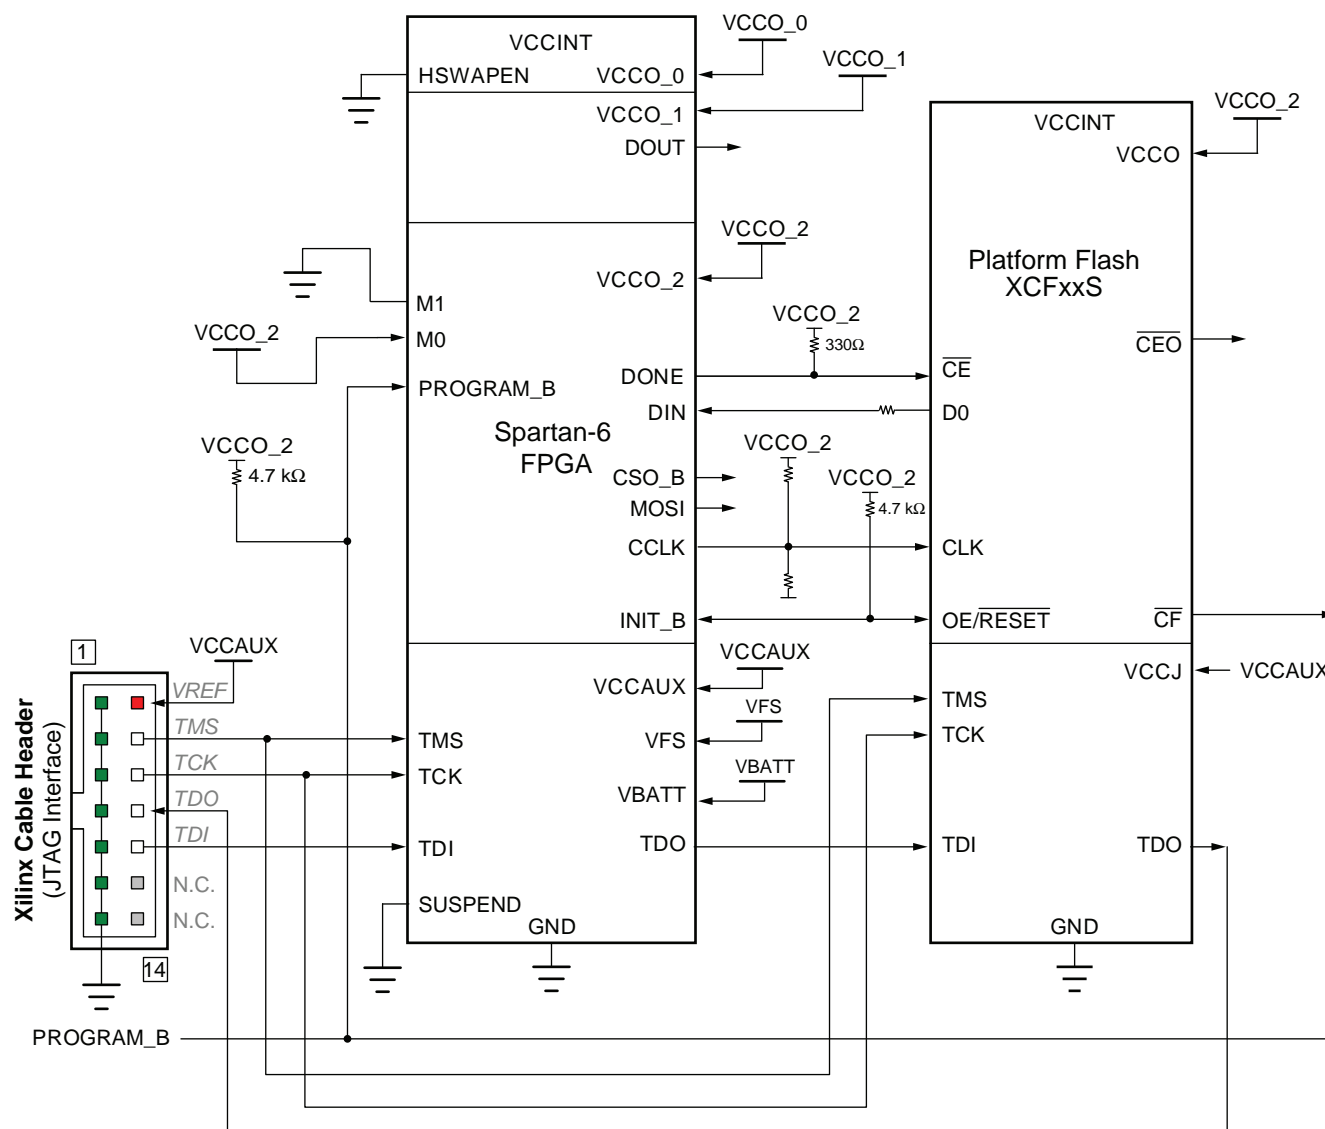 VCCO_0
VCCINT
HSWAPEN
VCCO_0
VCCO_1
VCCO_1
DOUT
VCCINT
VCCO_2
VCCO
VCCO_2
VCCO_2
Platform Flash
XCFxxS
M1
VCCO_2
M0
VCCO_2
330Ω
CEO
DONE
CE
PROGRAM_B
DIN
D0
Spartan-6
FPGA
VCCO_2
4.7 kΩ
VCCO_2
CSO_B
VCCO_2
4.7 kΩ
MOSI
CCLK
CLK
INIT_B
OE/RESET
CF
1
VCCAUX
VCCAUX
VCCAUX
VCCJ
VCCAUX
VREF
TMS
TMS
VFS
VFS
TMS
TCK
TCK
TCK
VBATT
VBATT
TDO
TDI
TDI
TDO
TDI
TDO
N.C.
N.C.
Xilinx Cable Header
(JTAG Interface)
SUSPEND
GND
GND
14
PROGRAM_B